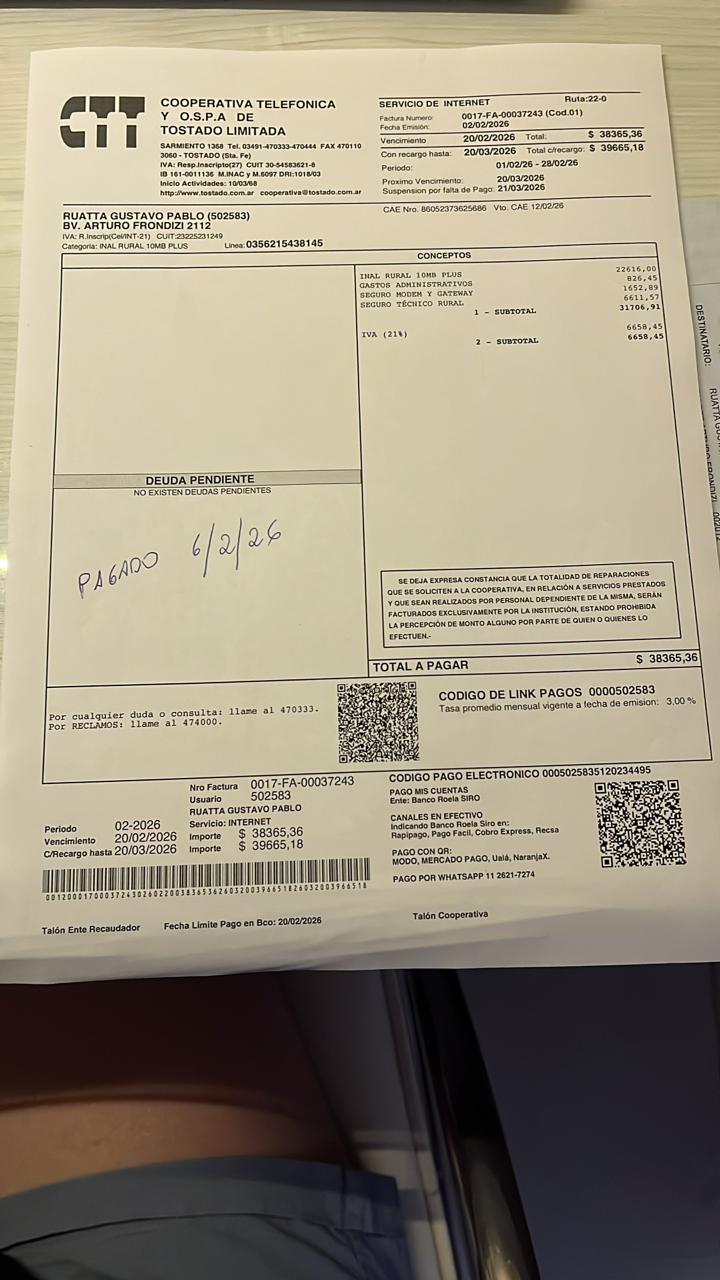 CTT
COOPERATIVA TELEFONICA
Y O.S.P.A DE
TOSTADO LIMITADA
SARMIENTO 1368 Tel. 03491-470333-470444 FAX 470110
3060 - TOSTADO (Sta. Fe)
IVA: Resp.Inscripto(27) CUIT 30-54583621-8
IB 161-0011136 M.INAC y M.6097 DRI:1018/03
Inicio Actividades: 10/03/68
http://www.tostado.com.ar cooperativa@tostado.com.ar
SERVICIO DE INTERNET Ruta:22-0
Factura Numero: 0017-FA-00037243 (Cod.01)
Fecha Emisión: 02/02/2026
Vencimiento 20/02/2026 Total: $ 38365,36
Con recargo hasta: 20/03/2026 Total c/recargo: $ 39665,18
Periodo: 01/02/26 - 28/02/26
Proximo Vencimiento: 20/03/2026
Suspension por falta de Pago: 21/03/2026
CAE Nro. 86052373625686 Vto. CAE 12/02/26
RUATTA GUSTAVO PABLO (502583)
BV. ARTURO FRONDIZI 2112
IVA: R.Inscrip(Cel/INT-21) CUIT:23225231249
Categoria: INAL RURAL 10MB PLUS Linea: 0356215438145
CONCEPTOS
INAL RURAL 10MB PLUS 22616,00
GASTOS ADMINISTRATIVOS 826,45
SEGURO MODEM Y GATEWAY 1652,89
SEGURO TÉCNICO RURAL 6611,57
1 - SUBTOTAL 31706,91
IVA (21%) 6658,45
2 - SUBTOTAL 6658,45
DEUDA PENDIENTE
NO EXISTEN DEUDAS PENDIENTES
PAGADO 6/2/26
SE DEJA EXPRESA CONSTANCIA QUE LA TOTALIDAD DE REPARACIONES
QUE SE SOLICITEN A LA COOPERATIVA, EN RELACIÓN A SERVICIOS PRESTADOS
Y QUE SEAN REALIZADOS POR PERSONAL DEPENDIENTE DE LA MISMA, SERÁN
FACTURADOS EXCLUSIVAMENTE POR LA INSTITUCIÓN, ESTANDO PROHIBIDA
LA PERCEPCIÓN DE MONTO ALGUNO POR PARTE DE QUIEN O QUIENES LO
EFECTUEN.-
TOTAL A PAGAR $ 38365,36
Por cualquier duda o consulta: llame al 470333.
Por RECLAMOS: llame al 474000.
CODIGO DE LINK PAGOS 0000502583
Tasa promedio mensual vigente a fecha de emision: 3,00 %
Nro Factura 0017-FA-00037243
Usuario 502583
RUATTA GUSTAVO PABLO
Periodo 02-2026 Servicio: INTERNET
Vencimiento 20/02/2026 Importe $ 38365,36
C/Recargo hasta 20/03/2026 Importe $ 39665,18
Talón Ente Recaudador Fecha Limite Pago en Bco: 20/02/2026
CODIGO PAGO ELECTRONICO 0005025835120234495
PAGO MIS CUENTAS
Ente: Banco Roela SIRO
CANALES EN EFECTIVO
Indicando Banco Roela Siro en:
Rapipago, Pago Facil, Cobro Express, Recsa
PAGO CON QR:
MODO, MERCADO PAGO, Ualá, NaranjaX.
PAGO POR WHATSAPP 11 2621-7274
Talón Cooperativa
DESTINATARIO: